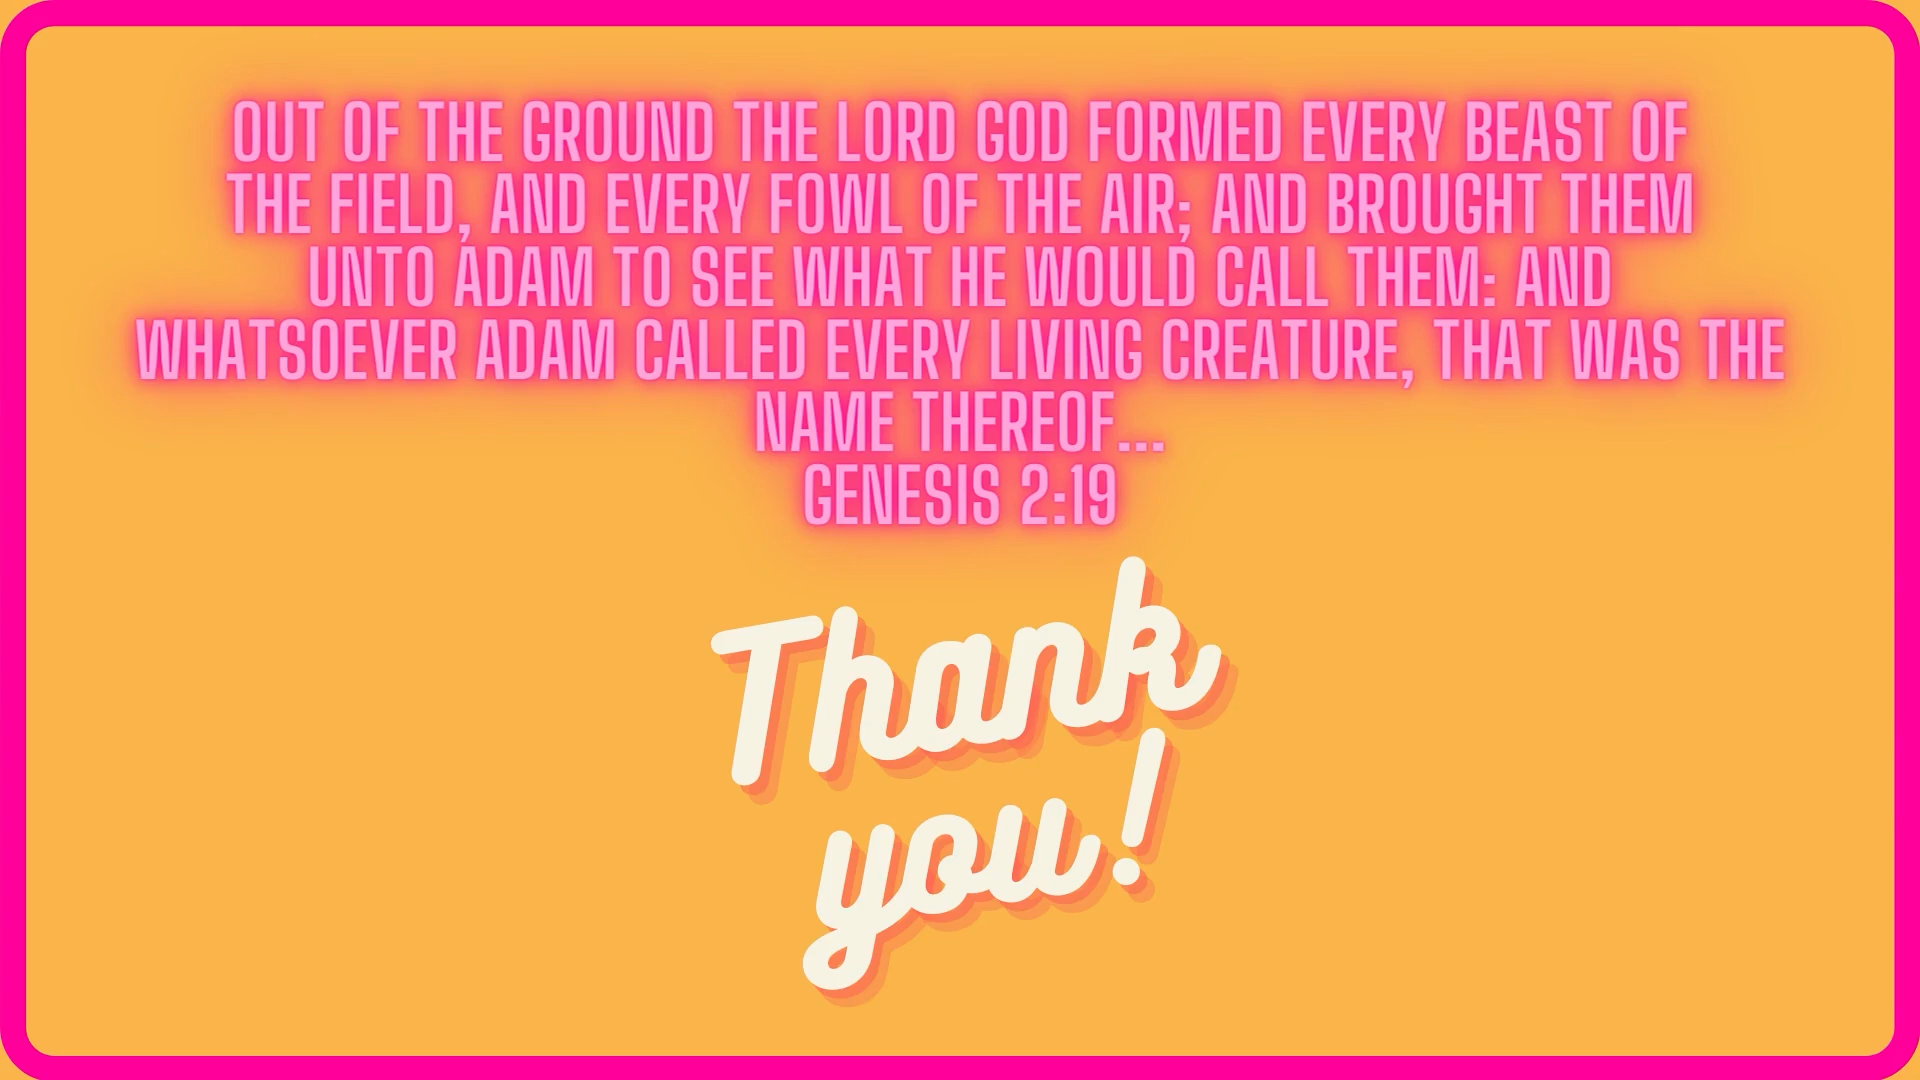 OUT OF THE GROUND THE LORD GOD FORMED EVERY BEAST OF
THE FIELD, AND EVERY FOWL OF THE AIR; AND BROUGHT THEM
UNTO ADAM TO SEE WHAT HE WOULD CALL THEM: AND
WHATSOEVER ADAM CALLED EVERY LIVING CREATURE, THAT WAS THE
NAME THEREOF...
GENESIS 2:19
Thank
you!